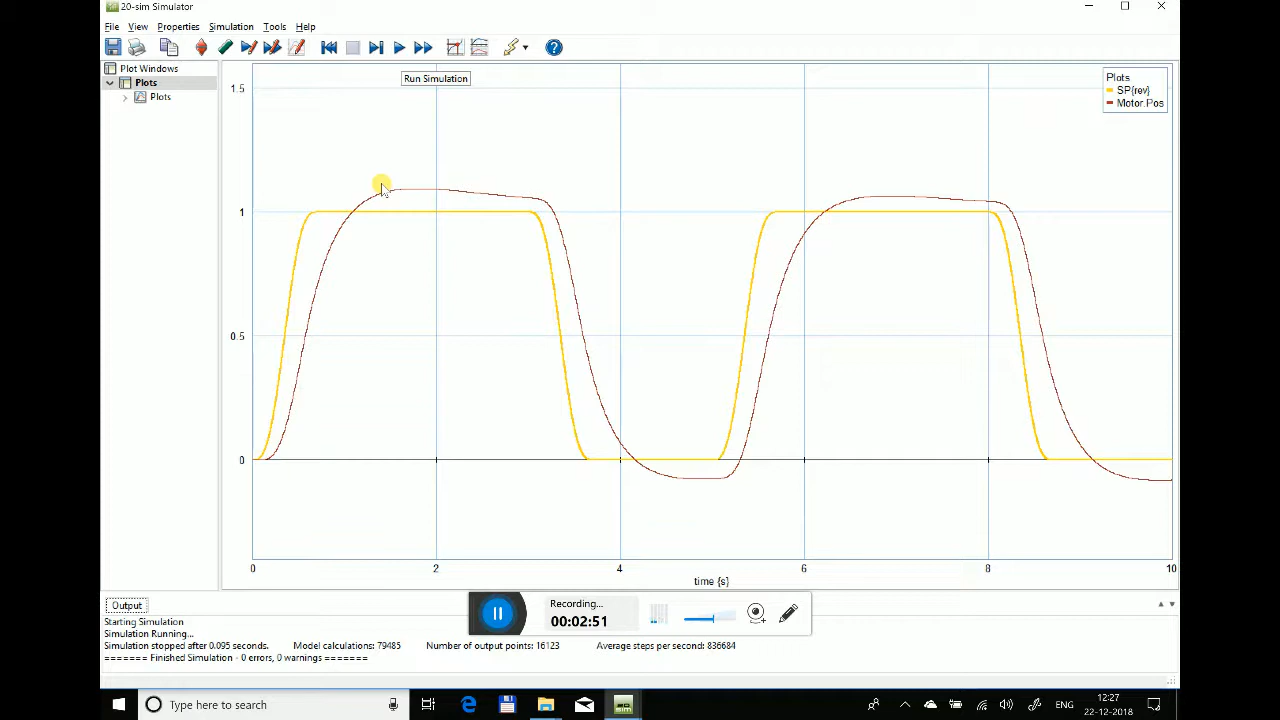 20-sim Simulator
File View Properties Simulation Tools Help
Plot Windows
Plots
Plots
Run Simulation
Plots
SP{rev}
Motor.Pos
1.5
1
0.5
0
0 2 4 6 8 10
time {s}
Output
Starting Simulation
Simulation Running...
Simulation stopped after 0.095 seconds. Model calculations: 79485 Number of output points: 16123 Average steps per second: 836684
======= Finished Simulation - 0 errors, 0 warnings =======
Recording...
00:02:51
Type here to search
sim
ENG
12:27
22-12-2018